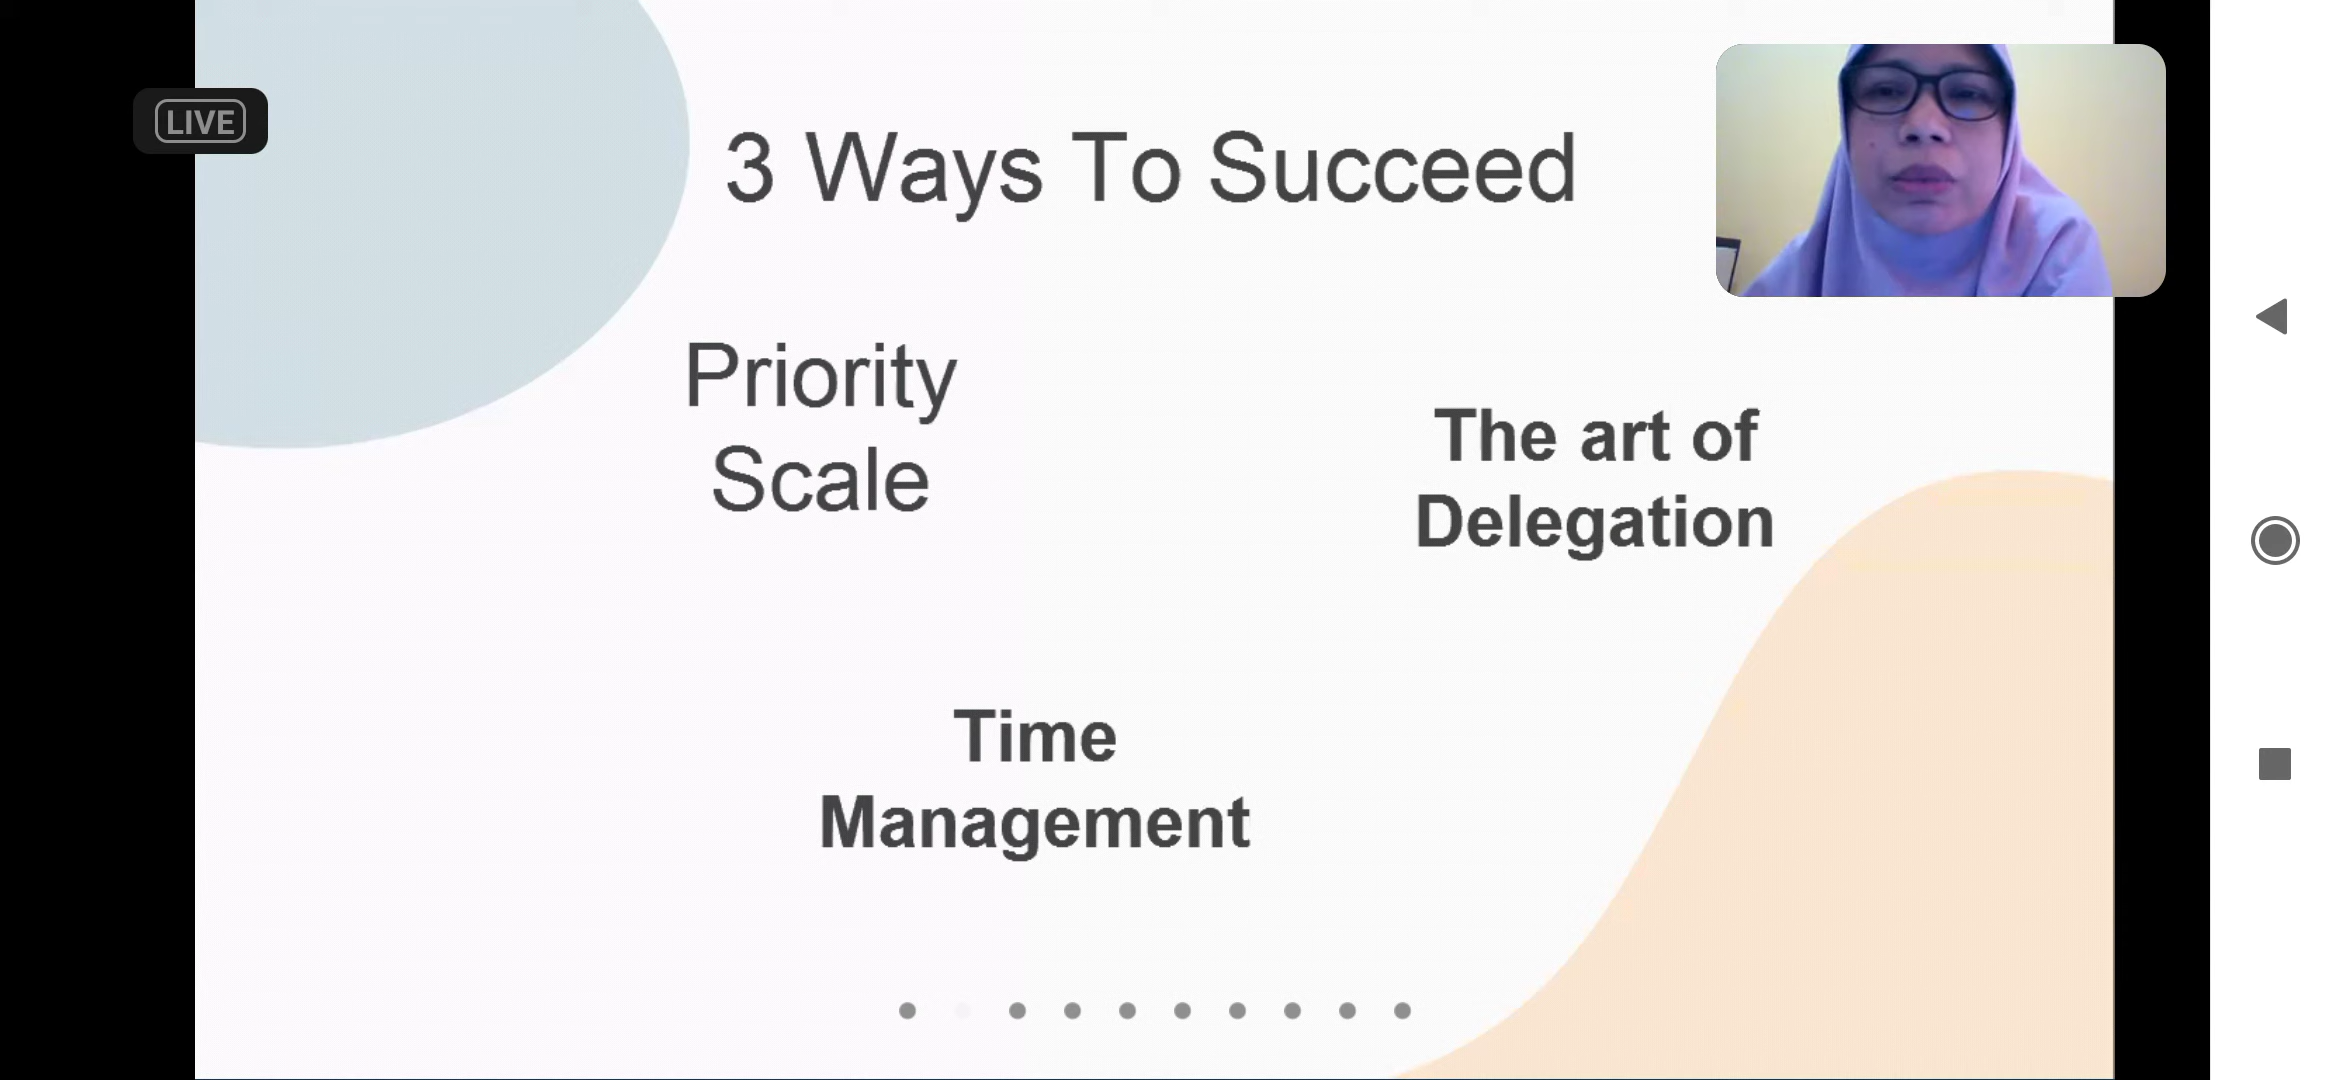 LIVE
3 Ways To Succeed
Priority
Scale
The art of
Delegation
Time
Management